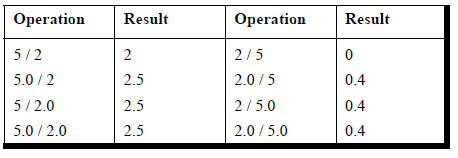 Operation Result Operation Result
5 / 2 2 2 / 5 0
5.0 / 2 2.5 2.0 / 5 0.4
5 / 2.0 2.5 2 / 5.0 0.4
5.0 / 2.0 2.5 2.0 / 5.0 0.4